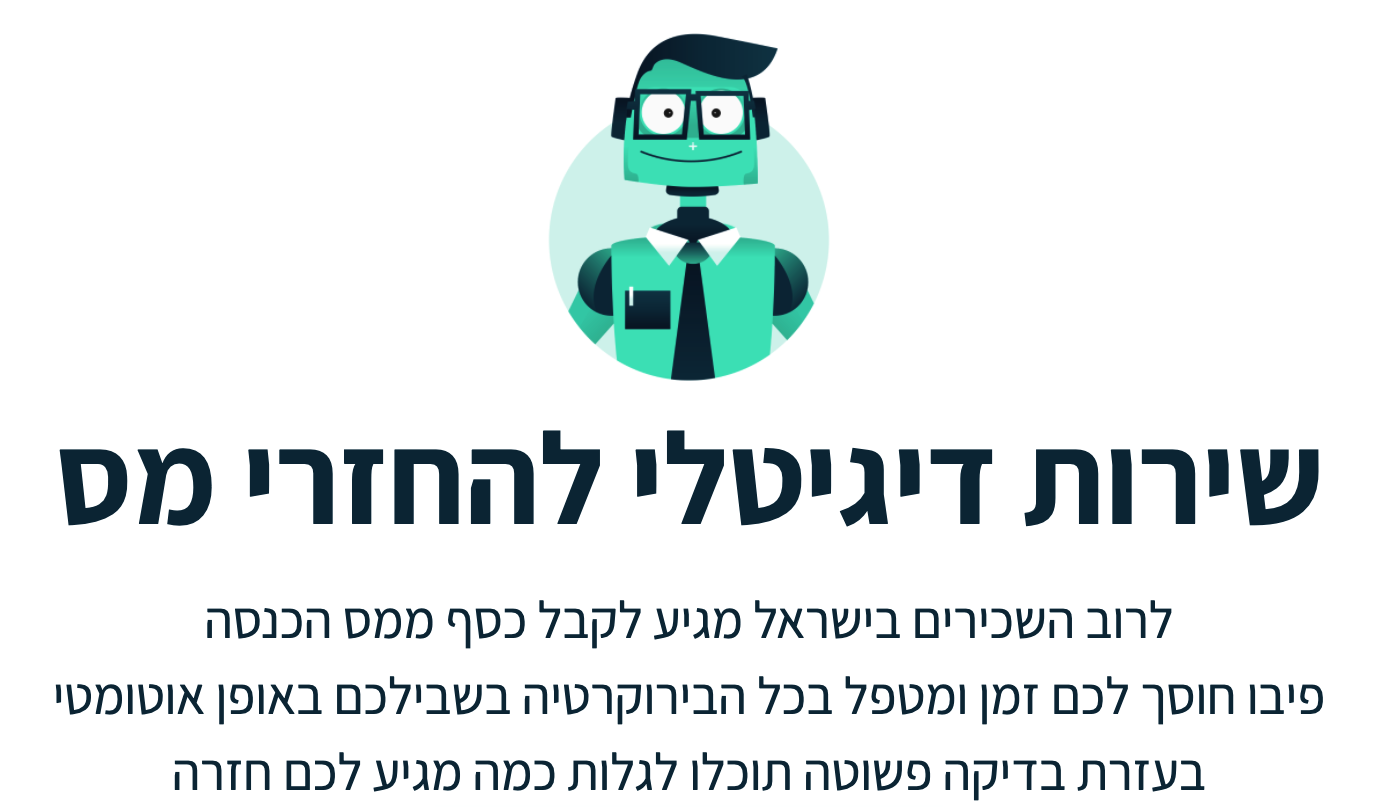 שירות דיגיטלי להחזרי מס
לרוב השכירים בישראל מגיע לקבל כסף ממס הכנסה
פיבו חוסך לכם זמן ומטפל בכל הבירוקרטיה בשבילכם באופן אוטומטי
בעזרת בדיקה פשוטה תוכלו לגלות כמה מגיע לכם חזרה